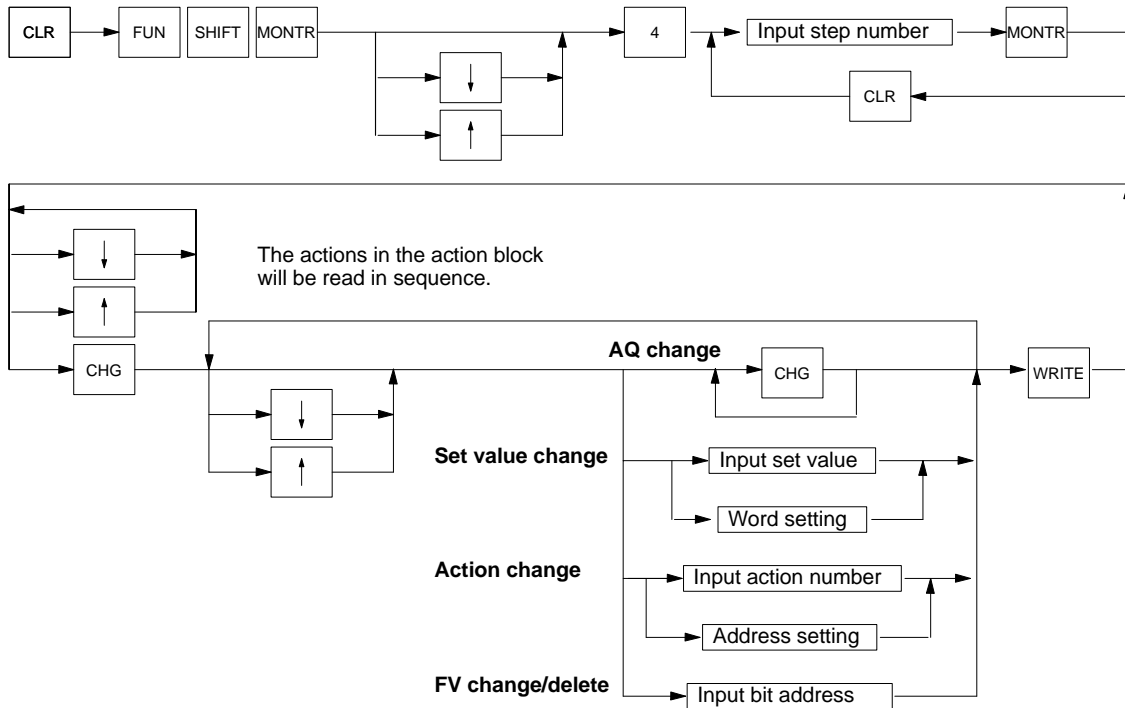 CLR FUN SHIFT MONTR 4 Input step number MONTR
↓ CLR
↑
↓ The actions in the action block
will be read in sequence.
↑
AQ change
CHG CHG WRITE
↓
Set value change Input set value
↑
Word setting
Action change Input action number
Address setting
FV change/delete Input bit address